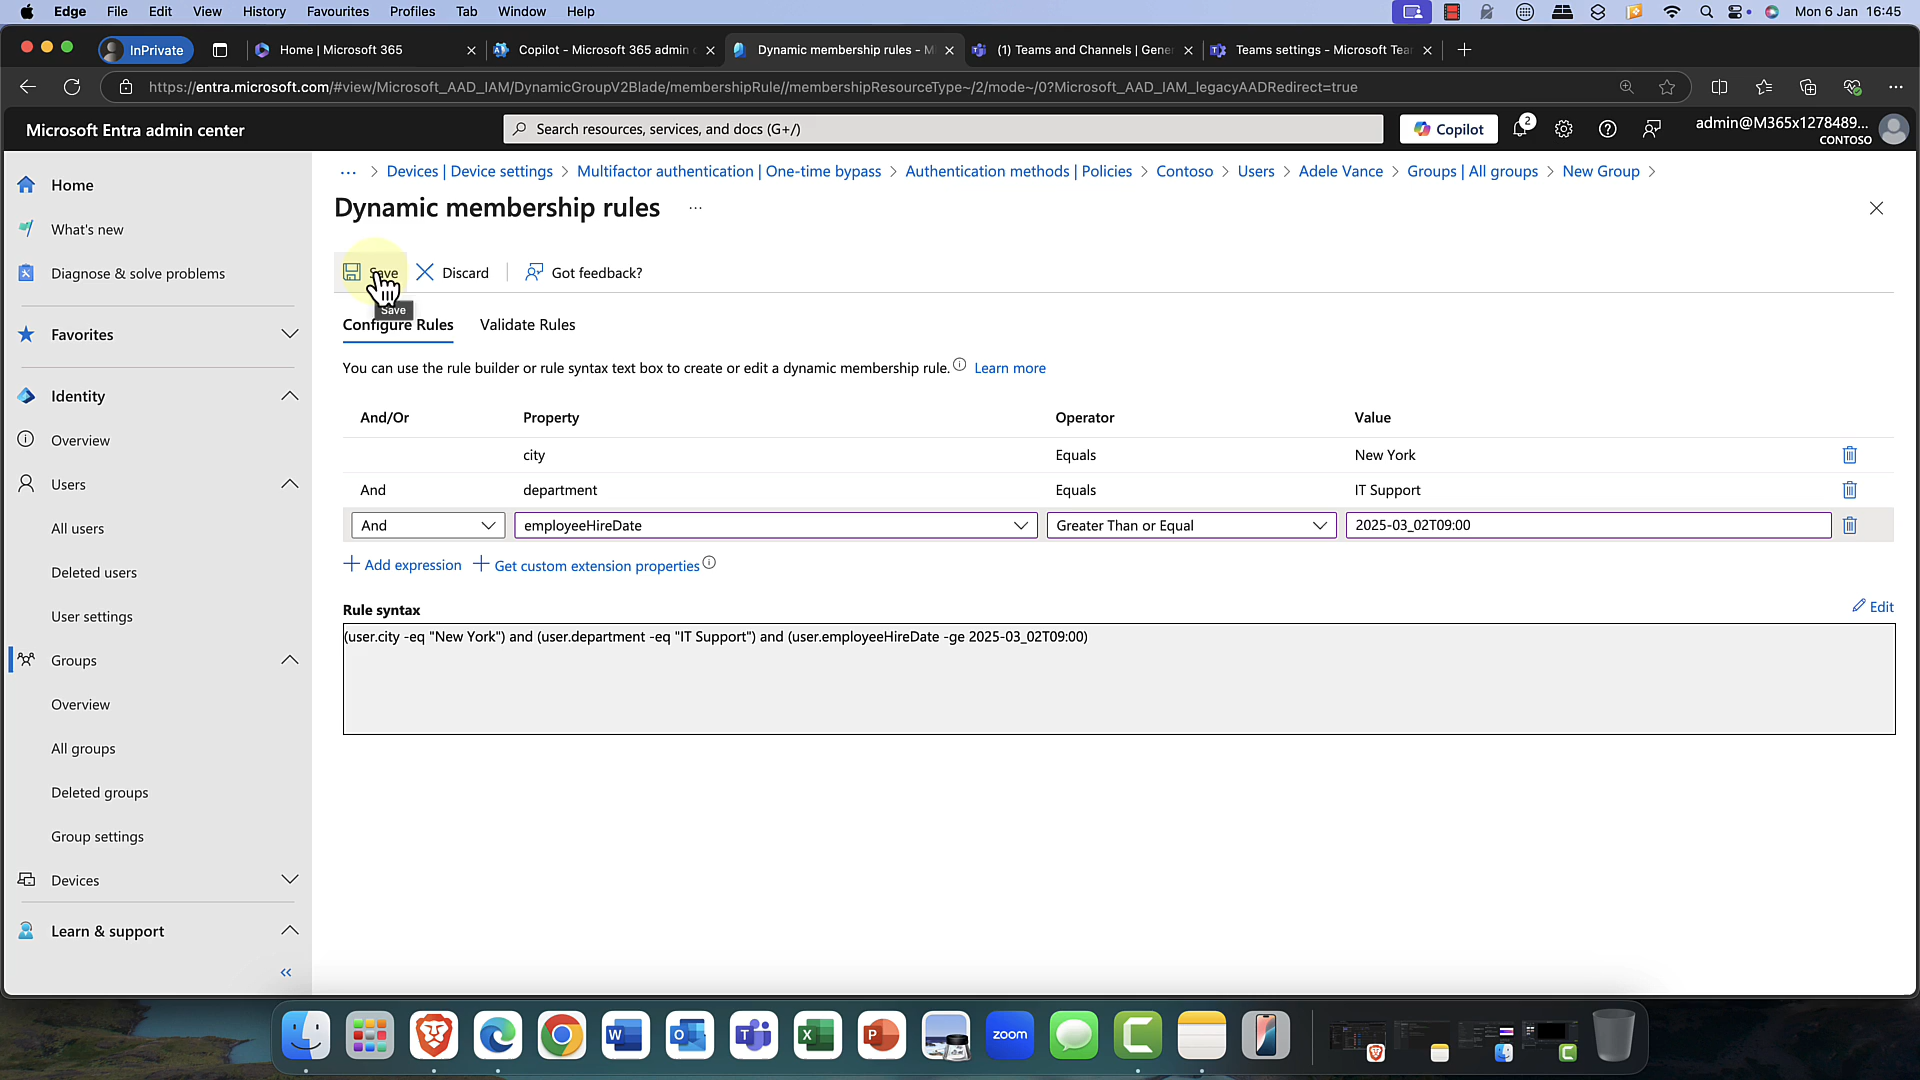 Edge File Edit View History Favourites Profiles Tab Window Help Mon 6 Jan 16:45
InPrivate Home | Microsoft 365 Copilot - Microsoft 365 admin Dynamic membership rules - M (1) Teams and Channels | Gene Teams settings - Microsoft Tea
https://entra.microsoft.com/#view/Microsoft_AAD_IAM/DynamicGroupV2Blade/membershipRule//membershipResourceType~/2/mode~/0?Microsoft_AAD_IAM_legacyAADRedirect=true
Microsoft Entra admin center Search resources, services, and docs (G+/) Copilot 2 admin@M365x1278489...
CONTOSO
Home
What's new
Diagnose & solve problems
Favorites
Identity
Overview
Users
All users
Deleted users
User settings
Groups
Overview
All groups
Deleted groups
Group settings
Devices
Learn & support
... > Devices | Device settings > Multifactor authentication | One-time bypass > Authentication methods | Policies > Contoso > Users > Adele Vance > Groups | All groups > New Group >
Dynamic membership rules ...
Save Discard Got feedback?
Save
Configure Rules Validate Rules
You can use the rule builder or rule syntax text box to create or edit a dynamic membership rule. Learn more
And/Or Property Operator Value
city Equals New York
And department Equals IT Support
And employeeHireDate Greater Than or Equal 2025-03_02T09:00
+ Add expression + Get custom extension properties
Rule syntax Edit
(user.city -eq "New York") and (user.department -eq "IT Support") and (user.employeeHireDate -ge 2025-03_02T09:00)
zoom